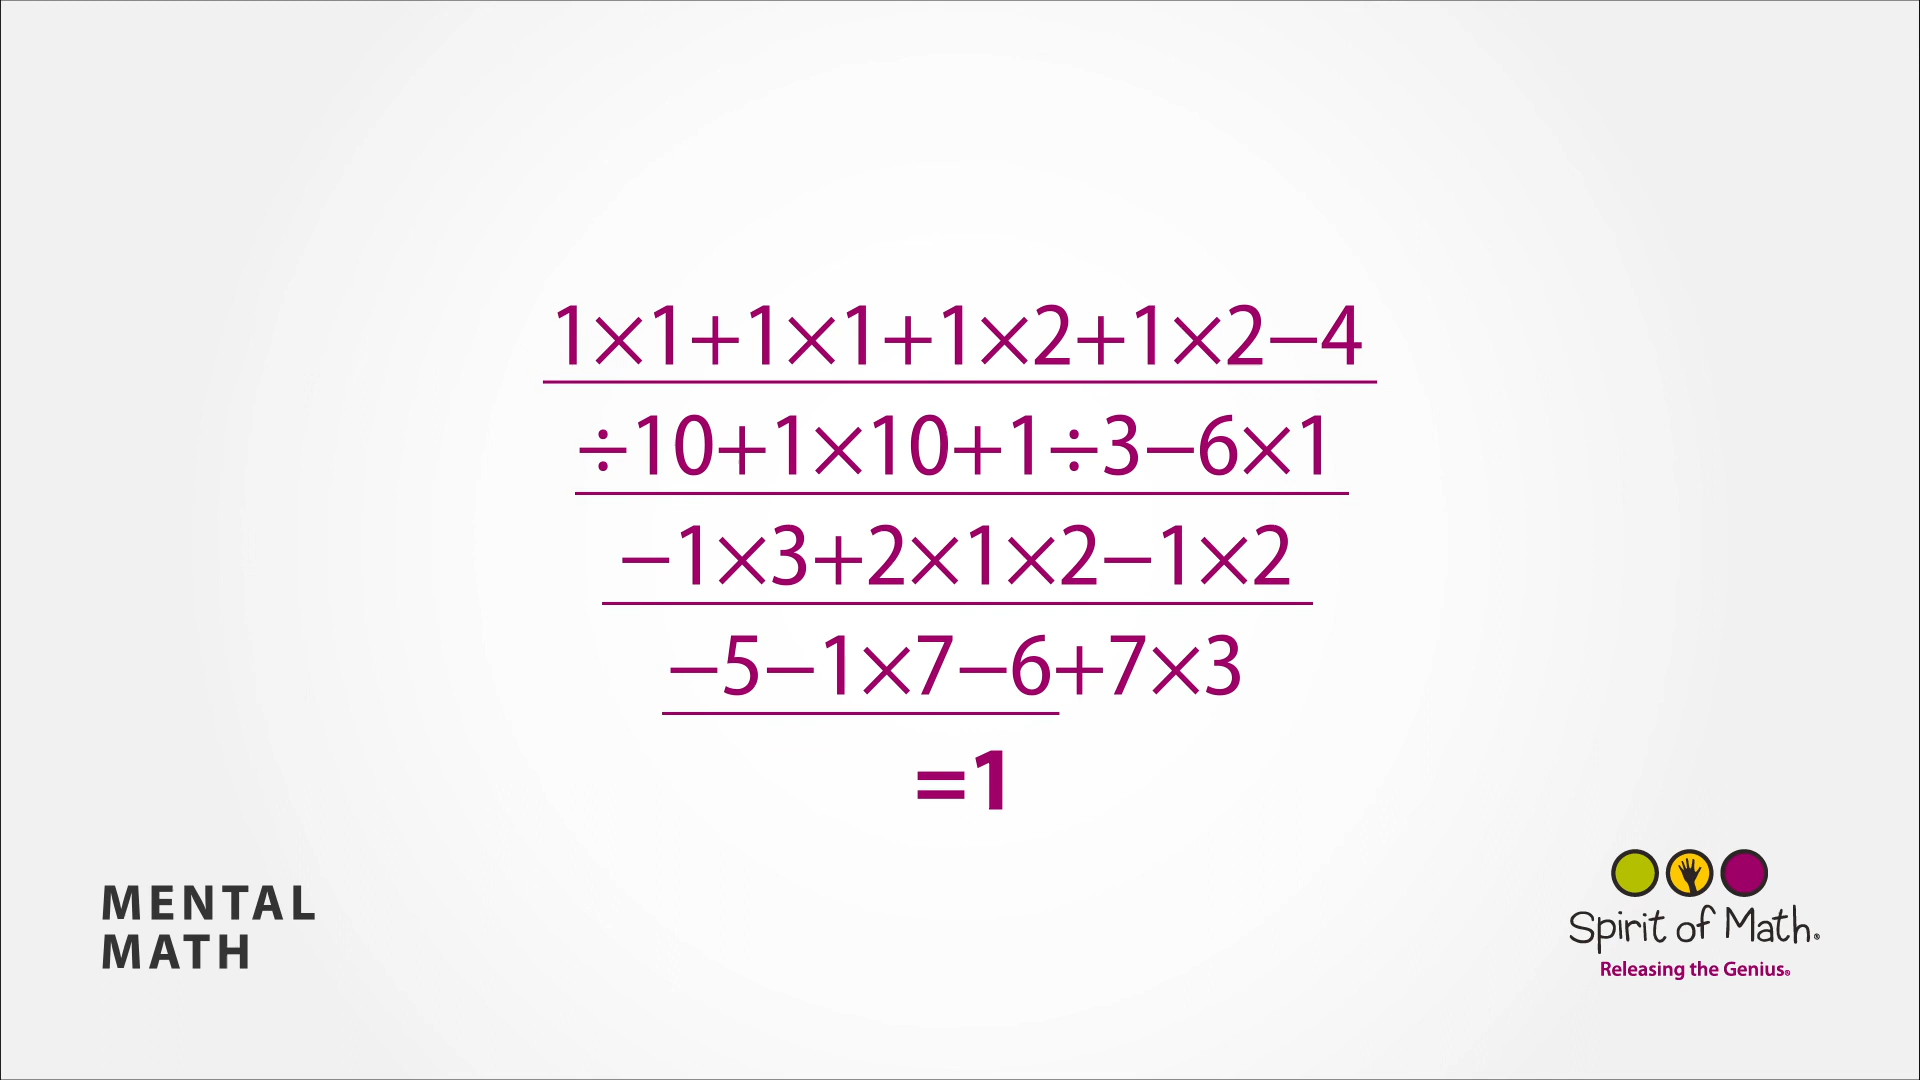 1×1+1×1+1×2+1×2−4
÷10+1×10+1÷3−6×1
−1×3+2×1×2−1×2
−5−1×7−6+7×3
=1
MENTAL
MATH
Spirit of Math®
Releasing the Genius®